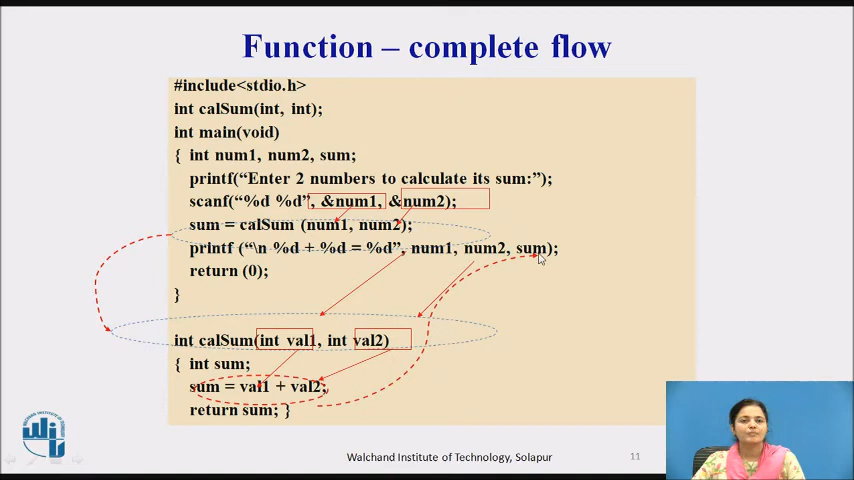 Function – complete flow
#include<stdio.h>
int calSum(int, int);
int main(void)
{ int num1, num2, sum;
printf(“Enter 2 numbers to calculate its sum:”);
scanf(“%d %d”, &num1, &num2);
sum = calSum (num1, num2);
printf (“\n %d + %d = %d”, num1, num2, sum);
return (0);
}
int calSum(int val1, int val2)
{ int sum;
sum = val1 + val2;
return sum; }
Walchand Institute of Technology, Solapur
11